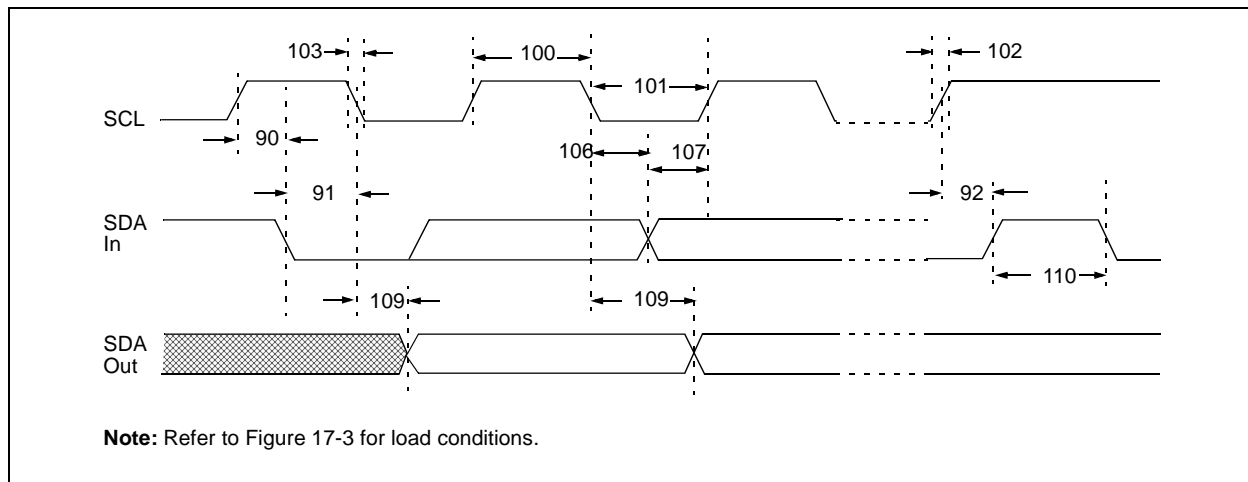 103
100
102
101
SCL
90
106
107
91
92
SDA
In
110
109
109
SDA
Out
Note: Refer to Figure 17-3 for load conditions.